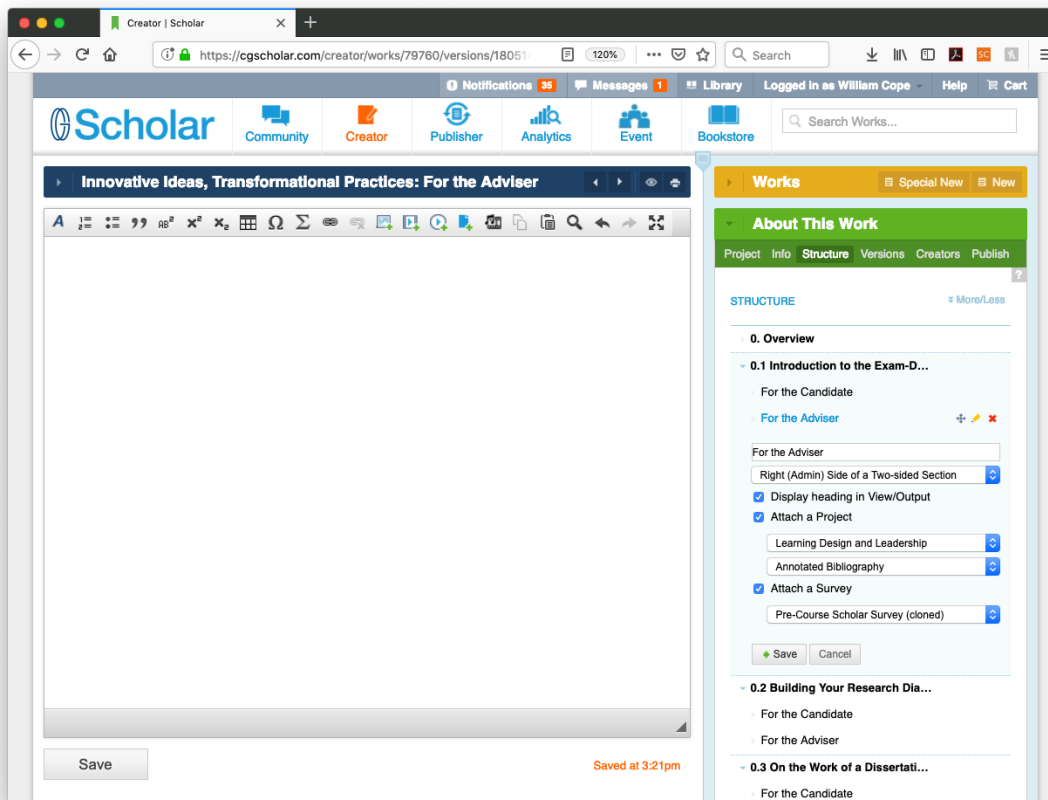 Creator | Scholar
https://cgscholar.com/creator/works/79760/versions/1805
120%
Search
Notifications 35 Messages 1 Library Logged in as William Cope Help Cart
Scholar
Community Creator Publisher Analytics Event Bookstore
Search Works...
Innovative Ideas, Transformational Practices: For the Adviser
Saved at 3:21pm
Save
Works Special New New
About This Work
Project Info Structure Versions Creators Publish
?
STRUCTURE More/Less
0. Overview
0.1 Introduction to the Exam-D...
For the Candidate
For the Adviser
For the Adviser
Right (Admin) Side of a Two-sided Section
Display heading in View/Output
Attach a Project
Learning Design and Leadership
Annotated Bibliography
Attach a Survey
Pre-Course Scholar Survey (cloned)
Save Cancel
0.2 Building Your Research Dia...
For the Candidate
For the Adviser
0.3 On the Work of a Dissertati...
For the Candidate